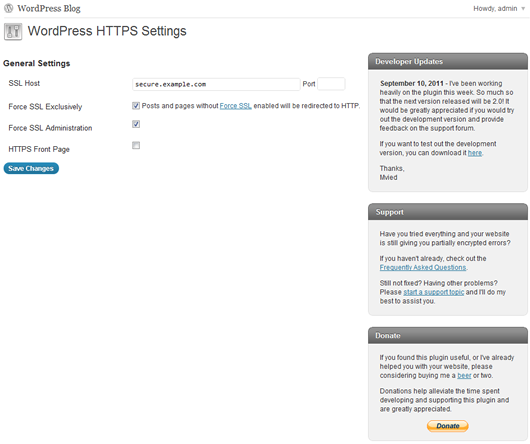 WordPress Blog
Howdy, admin
WordPress HTTPS Settings
General Settings
SSL Host
secure.example.com
Port
Force SSL Exclusively
Posts and pages without Force SSL enabled will be redirected to HTTP.
Force SSL Administration
HTTPS Front Page
Save Changes
Developer Updates
September 10, 2011 - I've been working
heavily on the plugin this week. So much so
that the next version released will be 2.0! It
would be greatly appreciated if you would try
out the development version and provide
feedback on the support forum.
If you want to test out the development
version, you can download it here.
Thanks,
Mvied
Support
Have you tried everything and your website
is still giving you partially encrypted errors?
If you haven't already, check out the
Frequently Asked Questions.
Still not fixed? Having other problems?
Please start a support topic and I'll do my
best to assist you.
Donate
If you found this plugin useful, or I've already
helped you with your website, please
considering buying me a beer or two.
Donations help alleviate the time spent
developing and supporting this plugin and
are greatly appreciated.
Donate